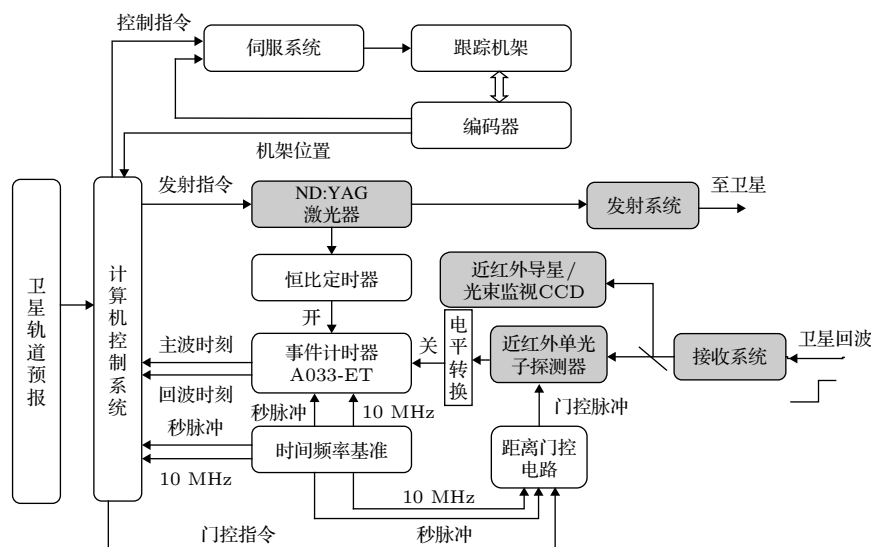 控制指令
伺服系统
跟踪机架
编码器
机架位置
发射指令
ND:YAG
激光器
发射系统
至卫星
卫星轨道预报
计算机控制系统
恒比定时器
近红外导星/
光束监视CCD
开
主波时刻
事件计时器
A033-ET
关
电平转换
近红外单光
子探测器
接收系统
卫星回波
回波时刻
秒脉冲
10 MHz
门控脉冲
秒脉冲
时间频率基准
距离门控
电路
10 MHz
10 MHz
门控指令
秒脉冲